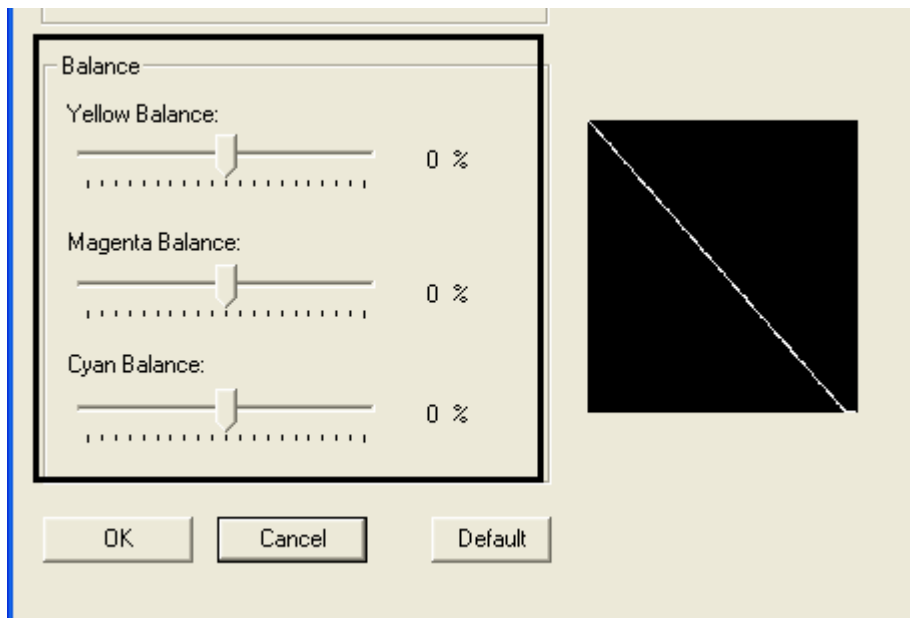 Balance
Yellow Balance:
0 %
Magenta Balance:
0 %
Cyan Balance:
0 %
OK Cancel Default